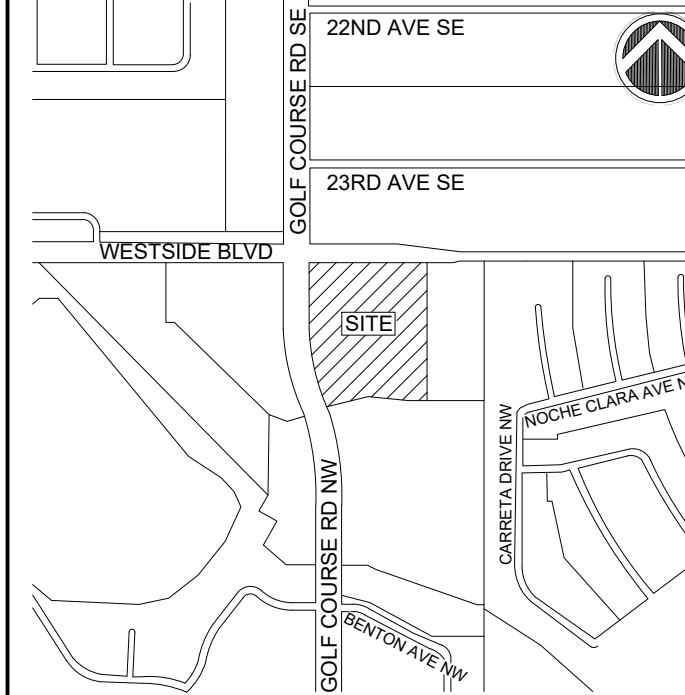 22ND AVE SE
GOLF COURSE RD SE
23RD AVE SE
WESTSIDE BLVD
SITE
NOCHE CLARA AVE N
CARRETA DRIVE NW
GOLF COURSE RD NW
BENTON AVE NW